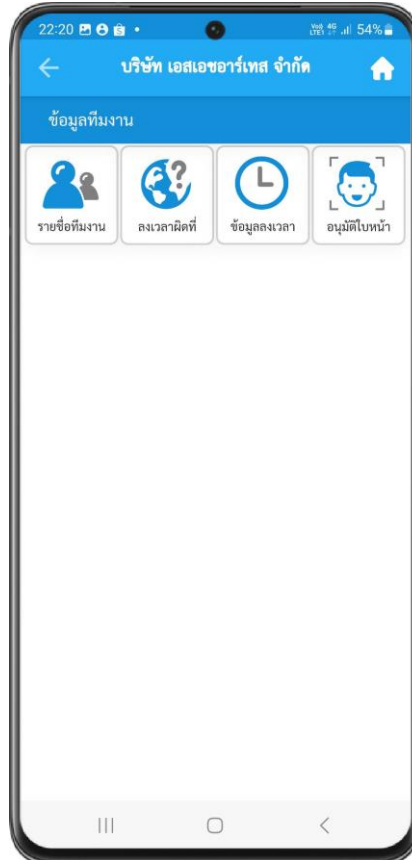 22:20 54%
บริษัท เอสเอชอาร์เทส จำกัด
ข้อมูลทีมงาน
รายชื่อทีมงาน ลงเวลาผิดที่ ข้อมูลลงเวลา อนุมัติใบหน้า